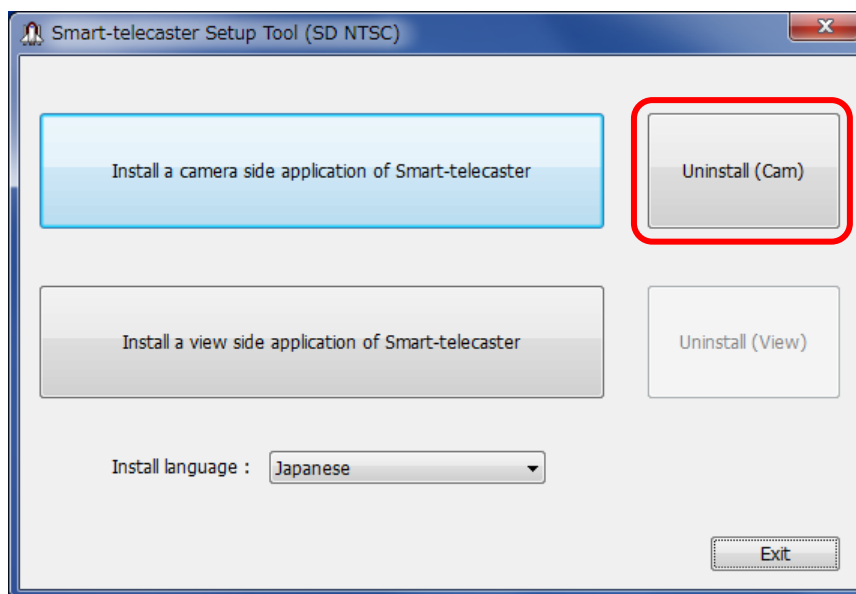 Smart-telecaster Setup Tool (SD NTSC)
Install a camera side application of Smart-telecaster
Uninstall (Cam)
Install a view side application of Smart-telecaster
Uninstall (View)
Install language :
Japanese
Exit